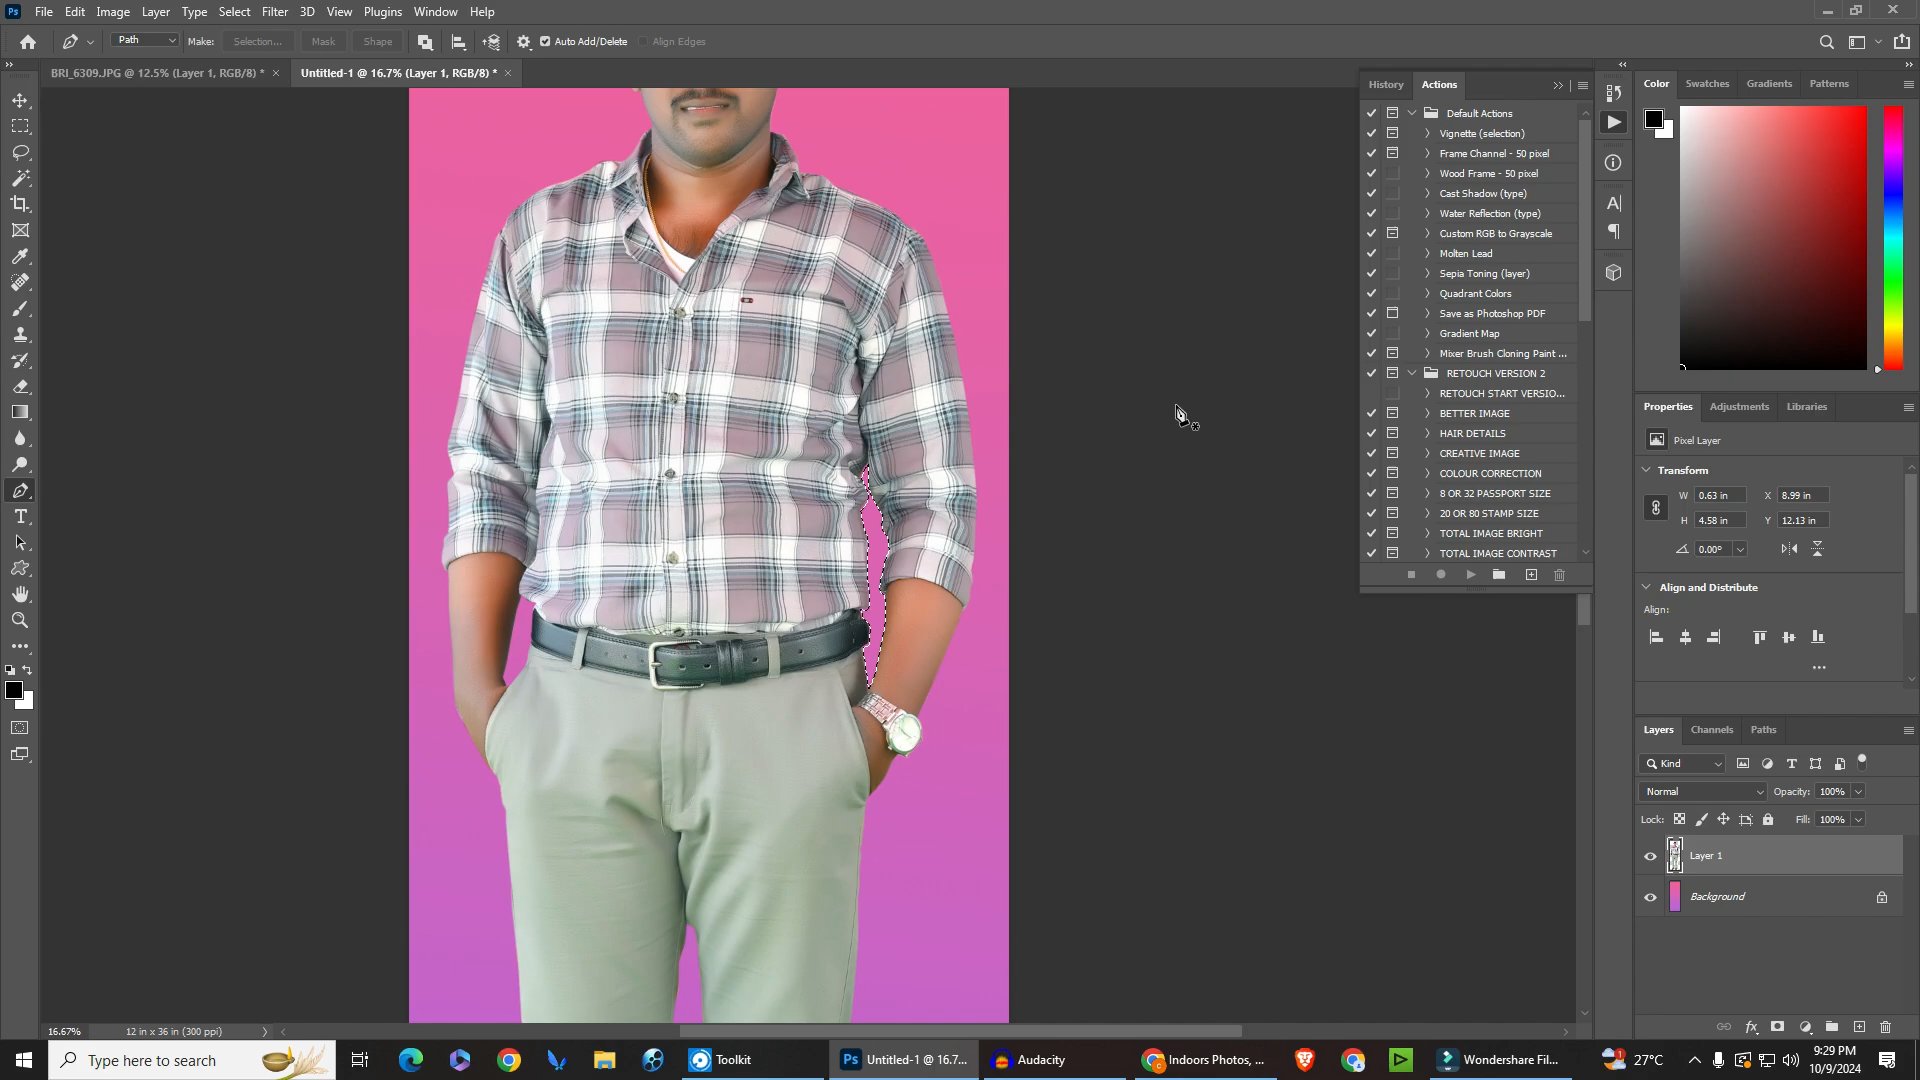 Ps File Edit Image Layer Type Select Filter 3D View Plugins Window Help
Path Make: Selection... Mask Shape Auto Add/Delete Align Edges
BRI_6309.JPG @ 12.5% (Layer 1, RGB/8) * × Untitled-1 @ 16.7% (Layer 1, RGB/8) * ×
History Actions
Default Actions
Vignette (selection)
Frame Channel - 50 pixel
Wood Frame - 50 pixel
Cast Shadow (type)
Water Reflection (type)
Custom RGB to Grayscale
Molten Lead
Sepia Toning (layer)
Quadrant Colors
Save as Photoshop PDF
Gradient Map
Mixer Brush Cloning Paint ...
RETOUCH VERSION 2
RETOUCH START VERSIO...
BETTER IMAGE
HAIR DETAILS
CREATIVE IMAGE
COLOUR CORRECTION
8 OR 32 PASSPORT SIZE
20 OR 80 STAMP SIZE
TOTAL IMAGE BRIGHT
TOTAL IMAGE CONTRAST
Color Swatches Gradients Patterns
Properties Adjustments Libraries
Pixel Layer
Transform
W 0.63 in X 8.99 in
H 4.58 in Y 12.13 in
0.00°
Align and Distribute
Align:
Layers Channels Paths
Kind
Normal Opacity: 100%
Lock: Fill: 100%
Layer 1
Background
16.67% 12 in x 36 in (300 ppi)
Type here to search
Toolkit
Ps Untitled-1 @ 16.7...
Audacity
Indoors Photos, ...
Wondershare Fil...
27°C
9:29 PM
10/9/2024